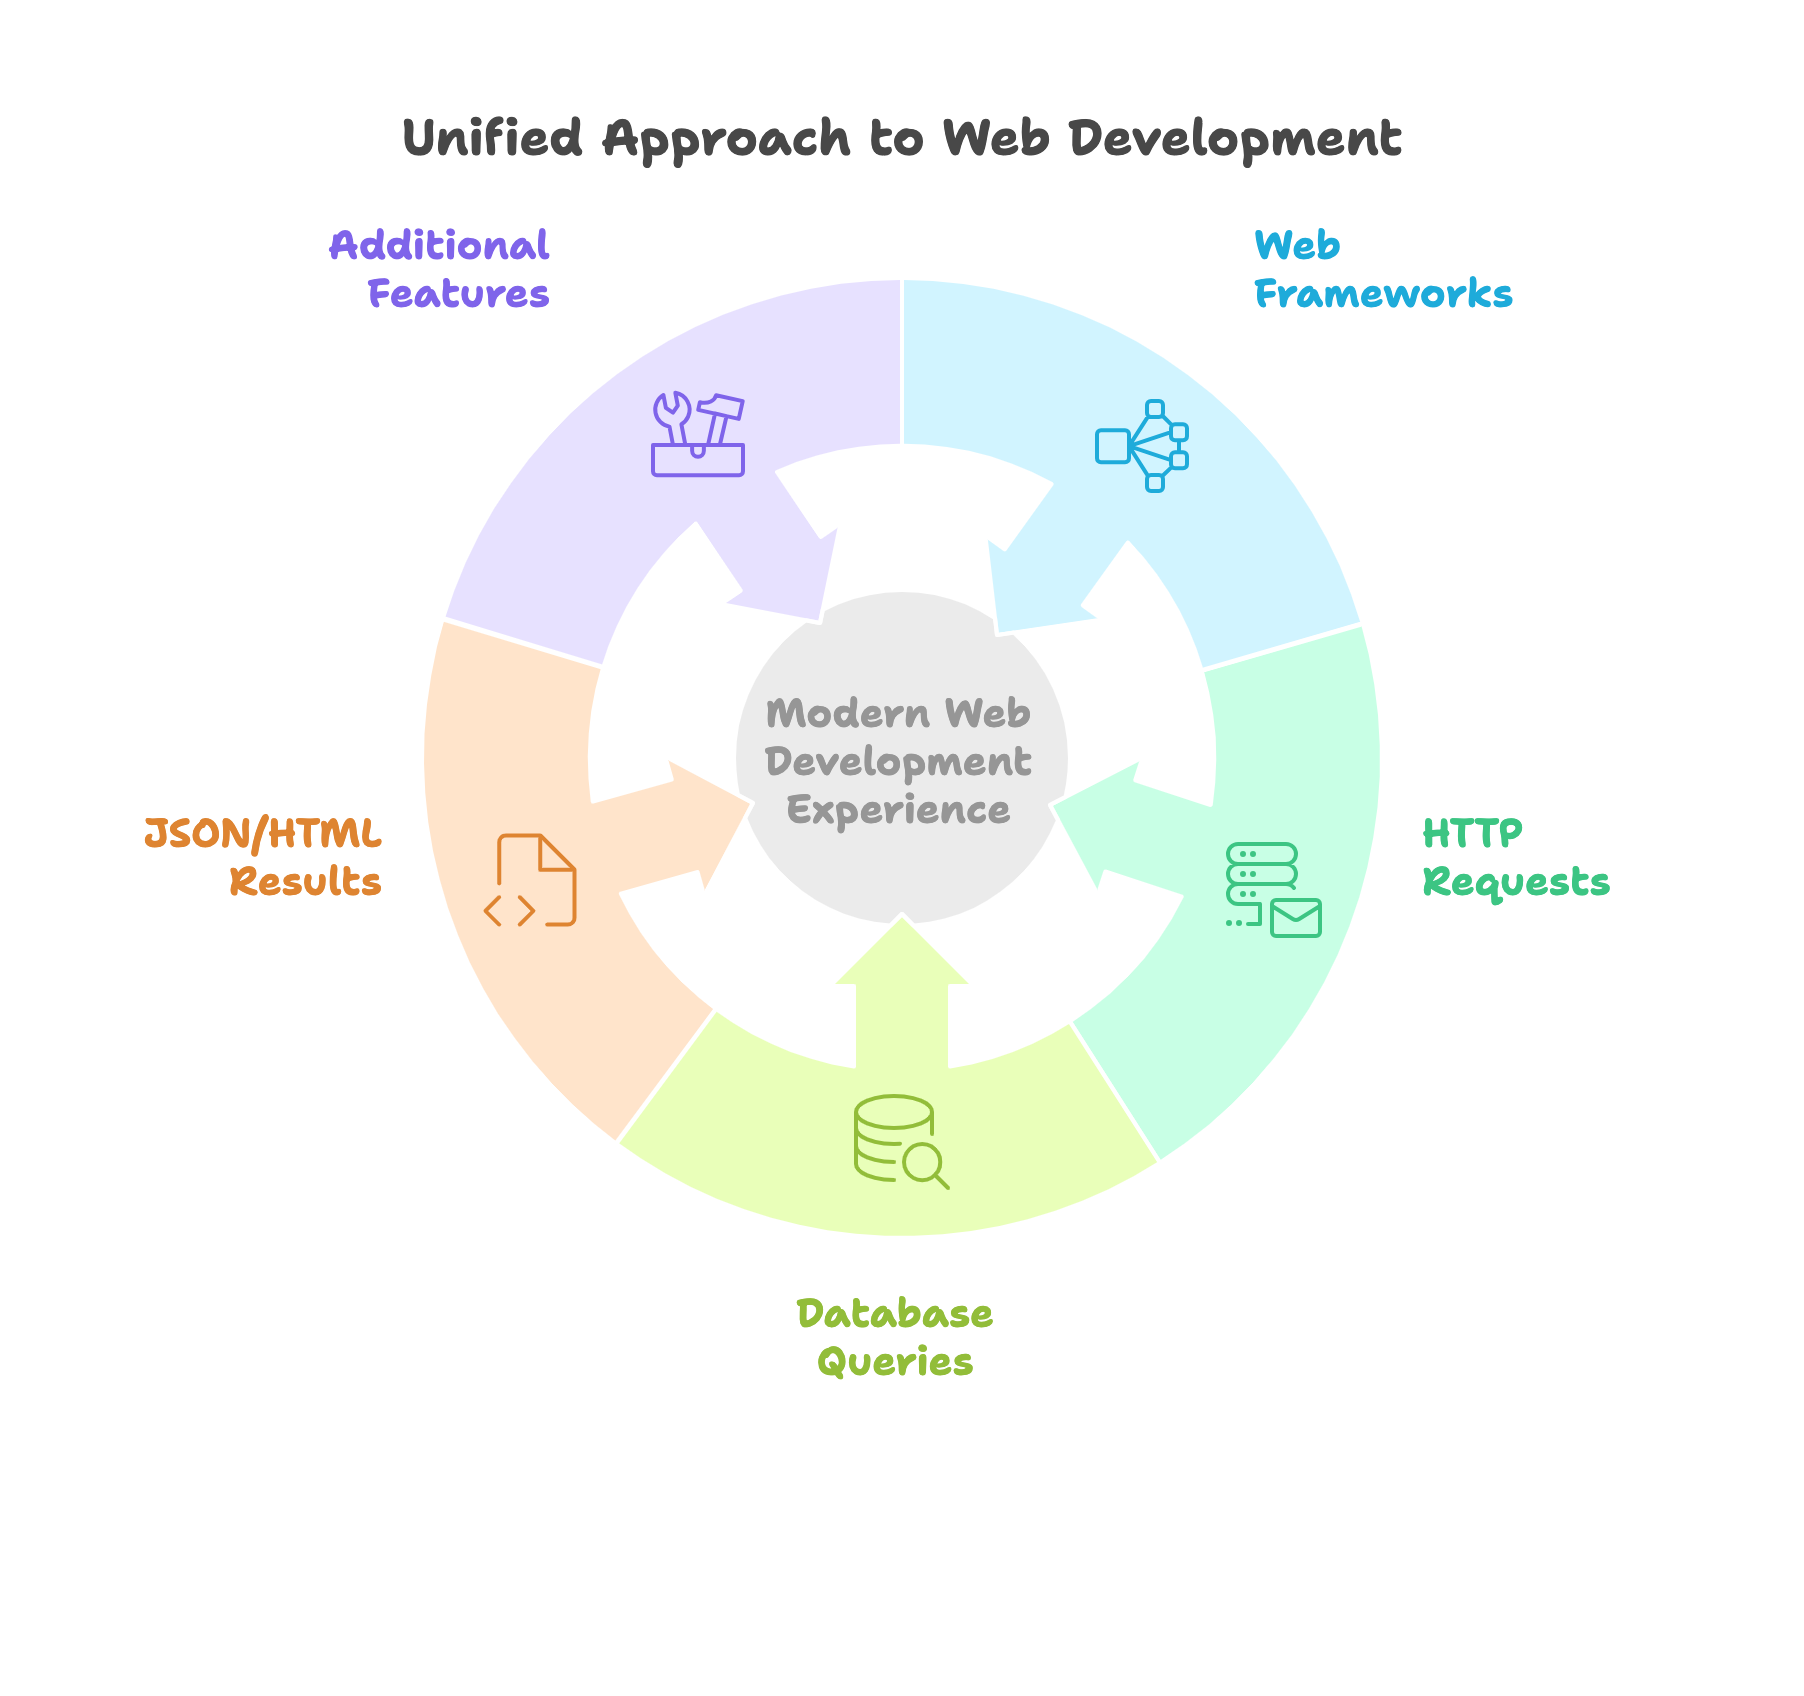 Unified Approach to Web Development
Additional
Features
Web
Frameworks
Modern Web
Development
Experience
JSON/HTML
Results
HTTP
Requests
Database
Queries